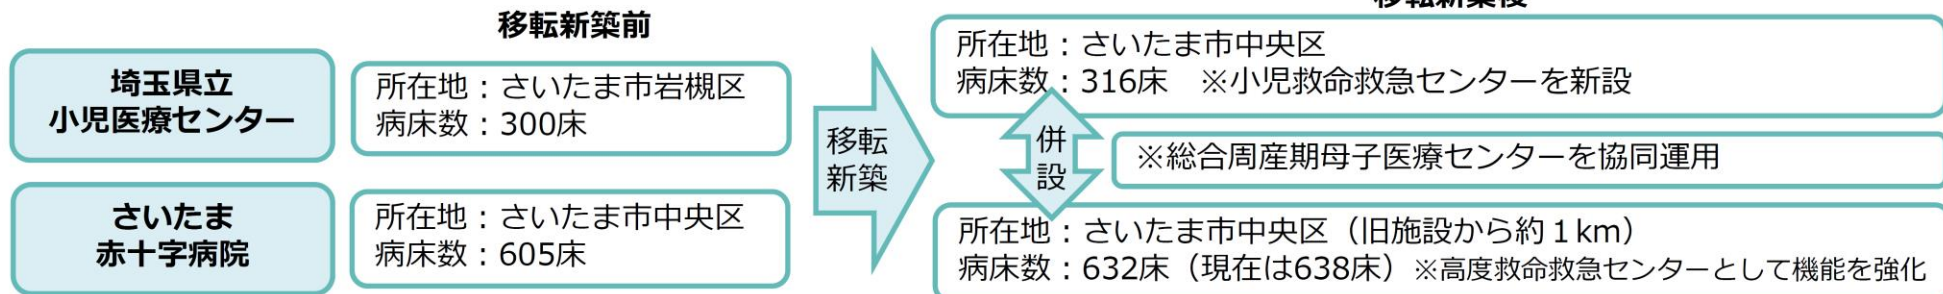 移転新築前
移転新築後
埼玉県立
小児医療センター
所在地：さいたま市岩槻区
病床数：300床
さいたま
赤十字病院
所在地：さいたま市中央区
病床数：605床
移転
新築
所在地：さいたま市中央区
病床数：316床　※小児救命救急センターを新設
併
設
※総合周産期母子医療センターを協同運用
所在地：さいたま市中央区（旧施設から約１km）
病床数：632床（現在は638床）※高度救命救急センターとして機能を強化